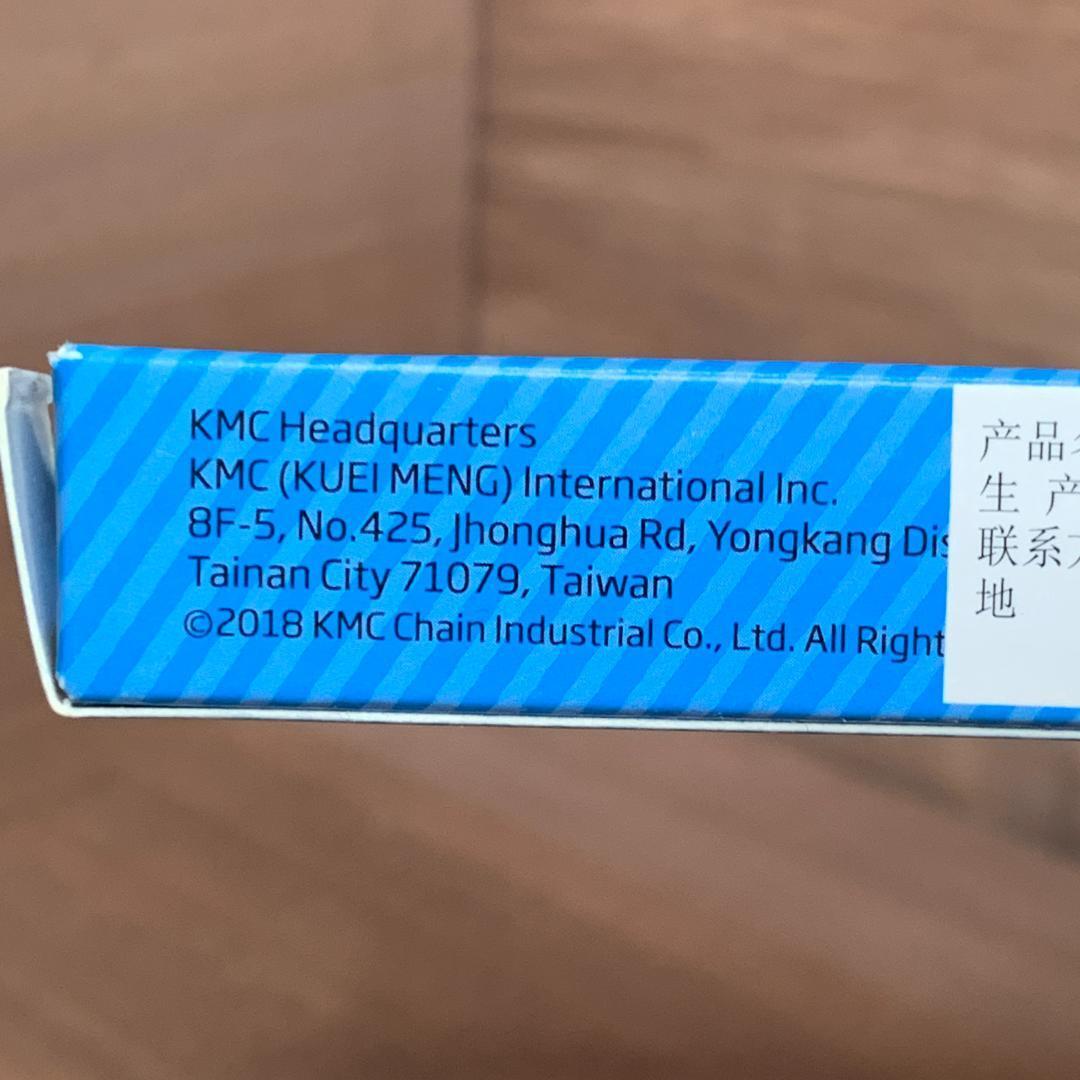 KMC Headquarters
KMC (KUEI MENG) International Inc.
8F-5, No.425, Jhonghua Rd, Yongkang
Tainan City 71079, Taiwan
©2018 KMC Chain Industrial Co., Ltd. All Right
产品
生 产
联系
地